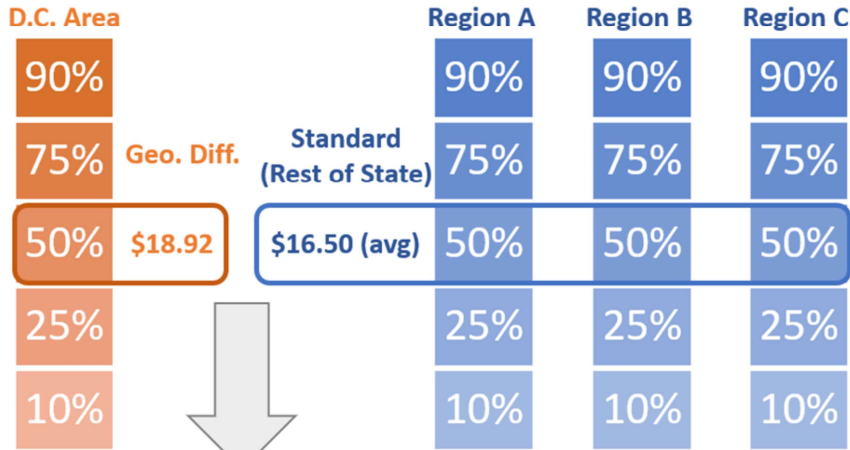 D.C. Area Region A Region B Region C
90% 90% 90% 90%
75% Geo. Diff. Standard
(Rest of State) 75% 75% 75%
50% $18.92 $16.50 (avg) 50% 50% 50%
25% 25% 25% 25%
10% 10% 10% 10%